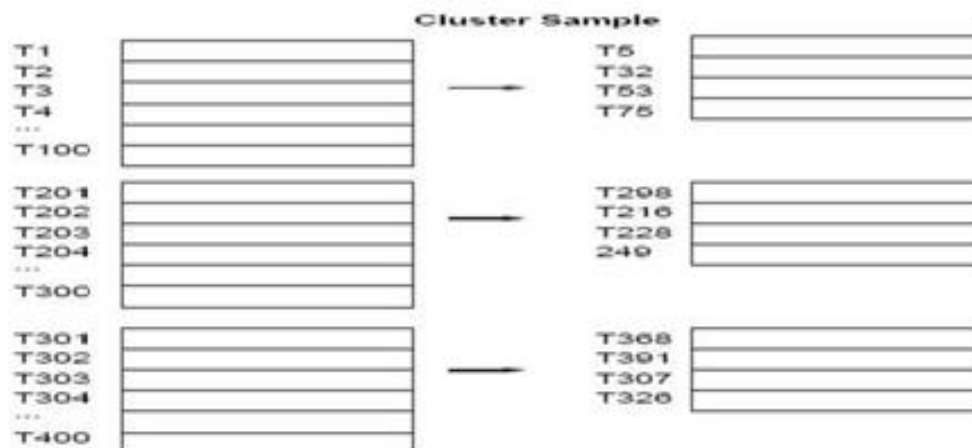 Cluster Sample
T1
T2
T3
T4
...
T100
T5
T32
T53
T75
T201
T202
T203
T204
...
T300
T298
T216
T228
249
T301
T302
T303
T304
...
T400
T368
T391
T307
T326